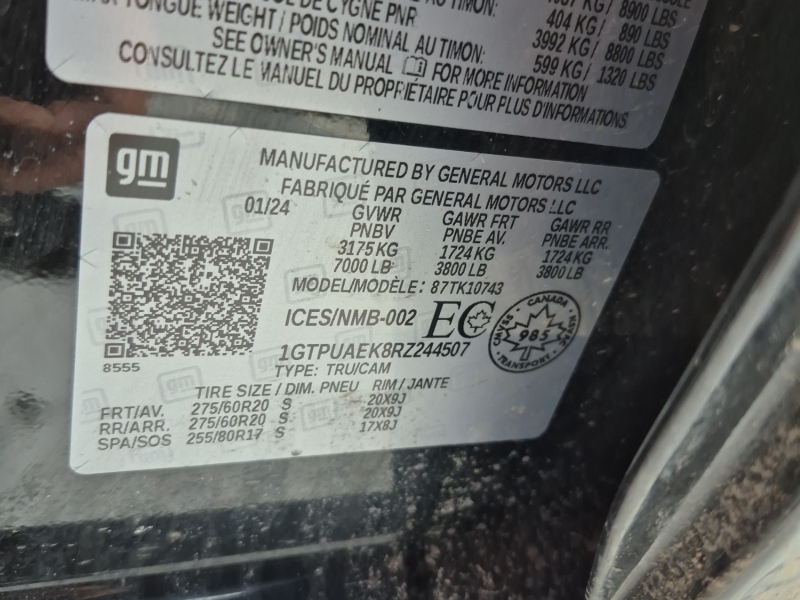 DE CYGNE PNR
TONGUE WEIGHT / POIDS NOMINAL AU TIMON:
404 KG / 890 LBS
3992 KG / 8800 LBS
599 KG / 1320 LBS
8900 LBS
AU TIMON:
SEE OWNER'S MANUAL FOR MORE INFORMATION
CONSULTEZ LE MANUEL DU PROPRIÉTAIRE POUR PLUS D'INFORMATIONS
gm
MANUFACTURED BY GENERAL MOTORS LLC
FABRIQUÉ PAR GENERAL MOTORS LLC
01/24 GVWR GAWR FRT GAWR RR
PNBV PNBE AV. PNBE ARR.
3175 KG 1724 KG 1724 KG
7000 LB 3800 LB 3800 LB
MODEL/MODÈLE: 87TK10743
ICES/NMB-002 EC
CANADA
985
TRANSPORT
1GTPUAEK8RZ244507
8555
TYPE: TRU/CAM
TIRE SIZE / DIM. PNEU RIM / JANTE
FRT/AV. 275/60R20 S 20X9J
RR/ARR. 275/60R20 S 20X9J
SPA/SOS 255/80R17 S 17X8J